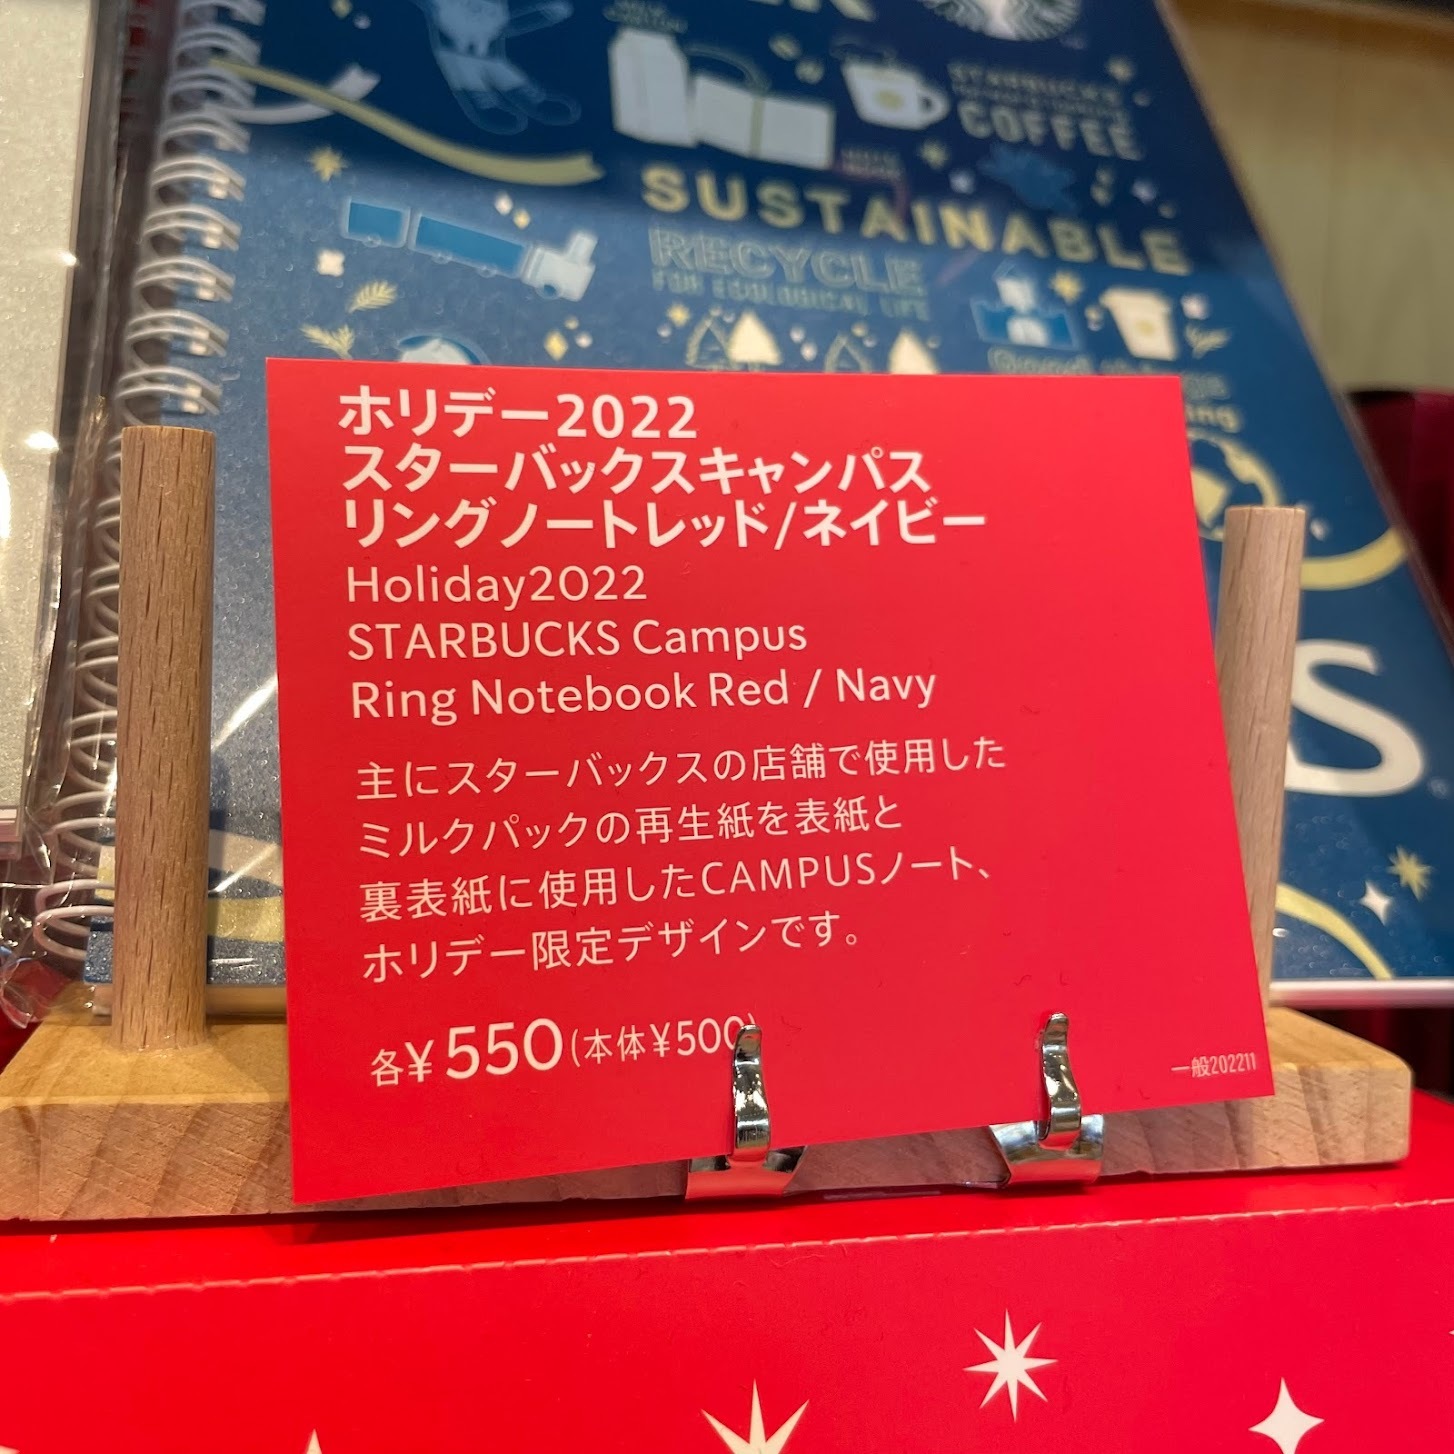 STARBUCKS
COFFEE
SUSTAINABLE
RECYCLE
FOR ECOLOGICAL LIFE
ホリデー2022
スターバックスキャンパス
リングノートレッド/ネイビー
Holiday2022
STARBUCKS Campus
Ring Notebook Red / Navy
主にスターバックスの店舗で使用した
ミルクパックの再生紙を表紙と
裏表紙に使用したCAMPUSノート、
ホリデー限定デザインです。
各¥550(本体¥500)
一般202211